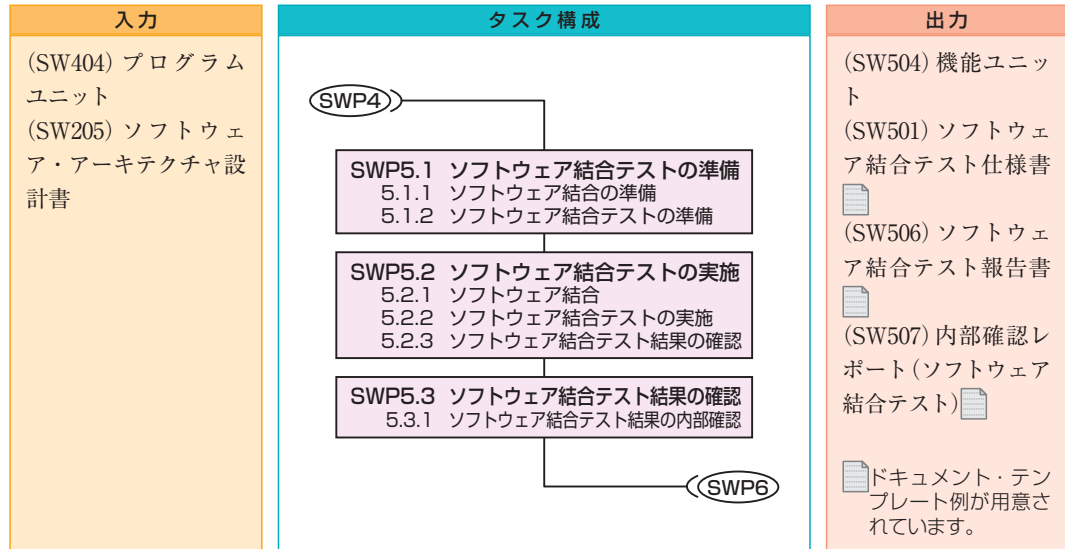 入力
(SW404) プログラム
ユニット
(SW205) ソフトウェ
ア・アーキテクチャ設
計書
タスク構成
SWP4
SWP5.1 ソフトウェア結合テストの準備
5.1.1 ソフトウェア結合の準備
5.1.2 ソフトウェア結合テストの準備
SWP5.2 ソフトウェア結合テストの実施
5.2.1 ソフトウェア結合
5.2.2 ソフトウェア結合テストの実施
5.2.3 ソフトウェア結合テスト結果の確認
SWP5.3 ソフトウェア結合テスト結果の確認
5.3.1 ソフトウェア結合テスト結果の内部確認
SWP6
出力
(SW504) 機能ユニッ
ト
(SW501) ソフトウェ
ア結合テスト仕様書
(SW506) ソフトウェ
ア結合テスト報告書
(SW507) 内部確認レ
ポート(ソフトウェア
結合テスト)
ドキュメント・テン
プレート例が用意さ
れています。